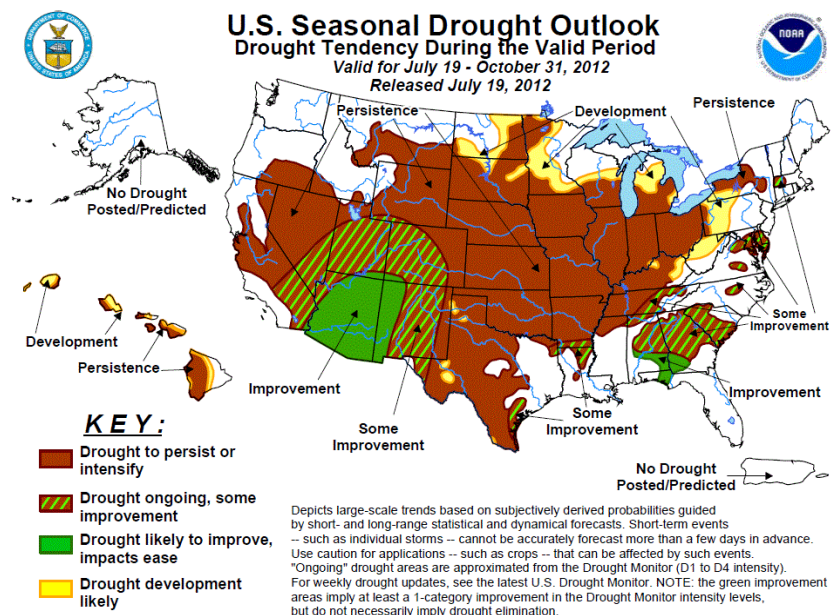 U.S. Seasonal Drought Outlook
Drought Tendency During the Valid Period
Valid for July 19 - October 31, 2012
Released July 19, 2012
DEPARTMENT OF COMMERCE
UNITED STATES OF AMERICA
NOAA
Persistence
Development
Persistence
No Drought
Posted/Predicted
Development
Persistence
Improvement
Some
Improvement
Some
Improvement
Some
Improvement
Improvement
No Drought
Posted/Predicted
KEY:
Drought to persist or
intensify
Drought ongoing, some
improvement
Drought likely to improve,
impacts ease
Drought development
likely
Depicts large-scale trends based on subjectively derived probabilities guided
by short- and long-range statistical and dynamical forecasts. Short-term events
-- such as individual storms -- cannot be accurately forecast more than a few days in advance.
Use caution for applications -- such as crops -- that can be affected by such events.
"Ongoing" drought areas are approximated from the Drought Monitor (D1 to D4 intensity).
For weekly drought updates, see the latest U.S. Drought Monitor. NOTE: the green improvement
areas imply at least a 1-category improvement in the Drought Monitor intensity levels,
but do not necessarily imply drought elimination.